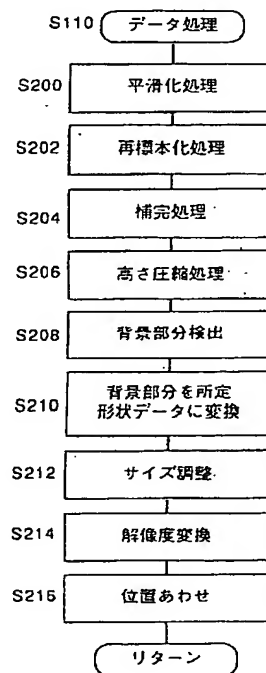 S110 データ処理
S200 平滑化処理
S202 再標本化処理
S204 補完処理
S206 高さ圧縮処理
S208 背景部分検出
S210 背景部分を所定
形状データに変換
S212 サイズ調整
S214 解像度変換
S216 位置あわせ
リターン